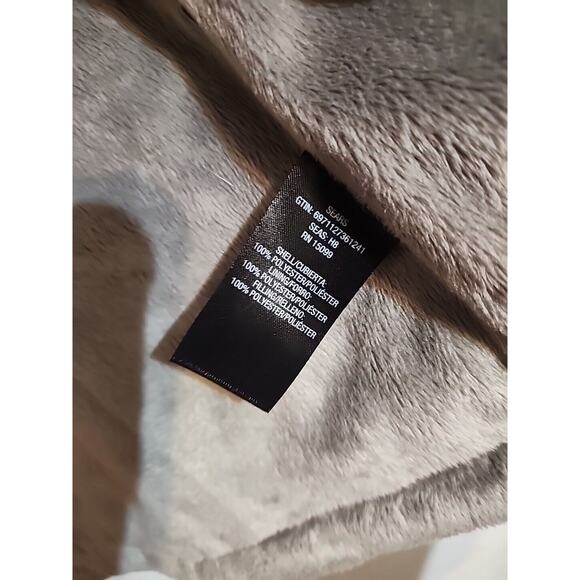 SEARS
GTIN: 6971127361241
SEAS: H8
RN 15099
SHELL/CUBIERTA:
100% POLYESTER/POLIÉSTER
LINING/FORRO:
100% POLYESTER/POLIÉSTER
FILLING/RELLENO:
100% POLYESTER/POLIÉSTER